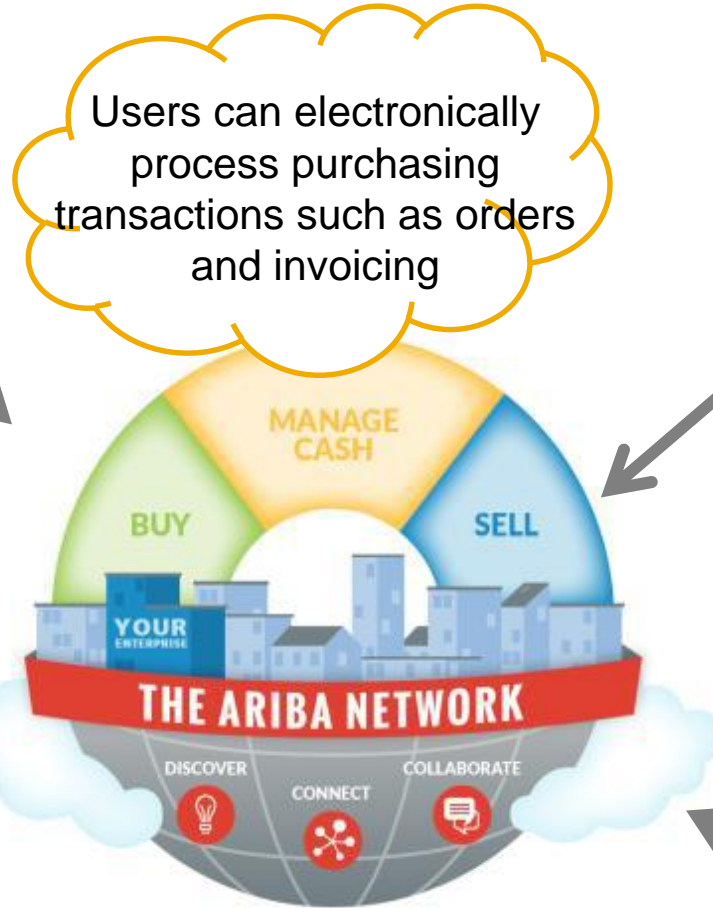 Users can electronically
process purchasing
transactions such as orders
and invoicing
MANAGE
CASH
BUY
SELL
YOUR
ENTERPRISE
THE ARIBA NETWORK
DISCOVER
CONNECT
COLLABORATE